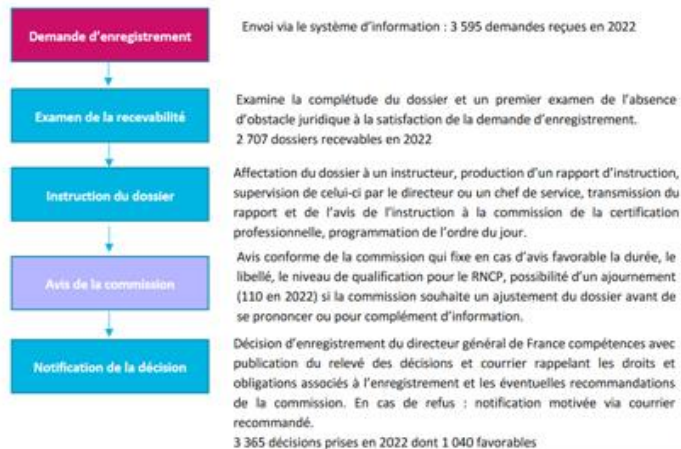 Demande d'enregistrement
Envoi via le système d'information : 3 595 demandes reçues en 2022
Examen de la recevabilité
Examine la complétude du dossier et un premier examen de l'absence
d'obstacle juridique à la satisfaction de la demande d'enregistrement.
2 707 dossiers recevables en 2022
Instruction du dossier
Affectation du dossier à un instructeur, production d'un rapport d'instruction,
supervision de celui-ci par le directeur ou un chef de service, transmission du
rapport et de l'avis de l'instruction à la commission de la certification
professionnelle, programmation de l'ordre du jour.
Avis de la commission
Avis conforme de la commission qui fixe en cas d'avis favorable la durée, le
libellé, le niveau de qualification pour le RNCP, possibilité d'un ajournement
(110 en 2022) si la commission souhaite un ajustement du dossier avant de
se prononcer ou pour complément d'information.
Notification de la décision
Décision d'enregistrement du directeur général de France compétences avec
publication du relevé des décisions et courrier rappelant les droits et
obligations associés à l'enregistrement et les éventuelles recommandations
de la commission. En cas de refus : notification motivée via courrier
recommandé.
3 365 décisions prises en 2022 dont 1 040 favorables